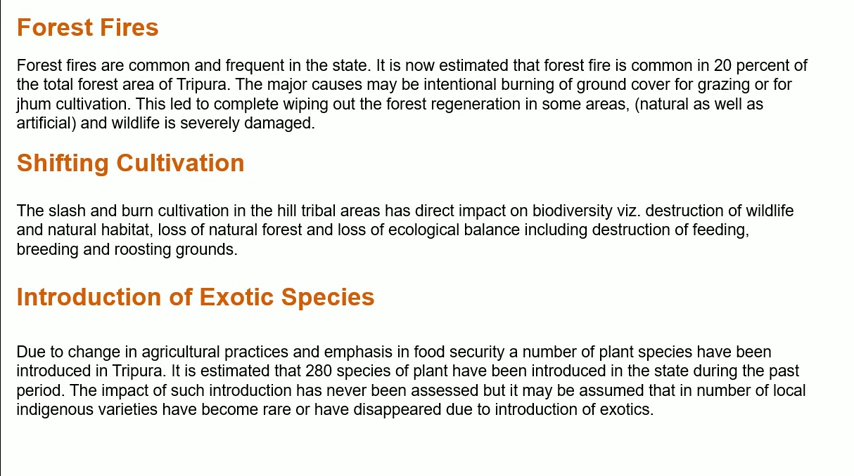 Forest Fires
Forest fires are common and frequent in the state. It is now estimated that forest fire is common in 20 percent of
the total forest area of Tripura. The major causes may be intentional burning of ground cover for grazing or for
jhum cultivation. This led to complete wiping out the forest regeneration in some areas, (natural as well as
artificial) and wildlife is severely damaged.
Shifting Cultivation
The slash and burn cultivation in the hill tribal areas has direct impact on biodiversity viz. destruction of wildlife
and natural habitat, loss of natural forest and loss of ecological balance including destruction of feeding,
breeding and roosting grounds.
Introduction of Exotic Species
Due to change in agricultural practices and emphasis in food security a number of plant species have been
introduced in Tripura. It is estimated that 280 species of plant have been introduced in the state during the past
period. The impact of such introduction has never been assessed but it may be assumed that in number of local
indigenous varieties have become rare or have disappeared due to introduction of exotics.